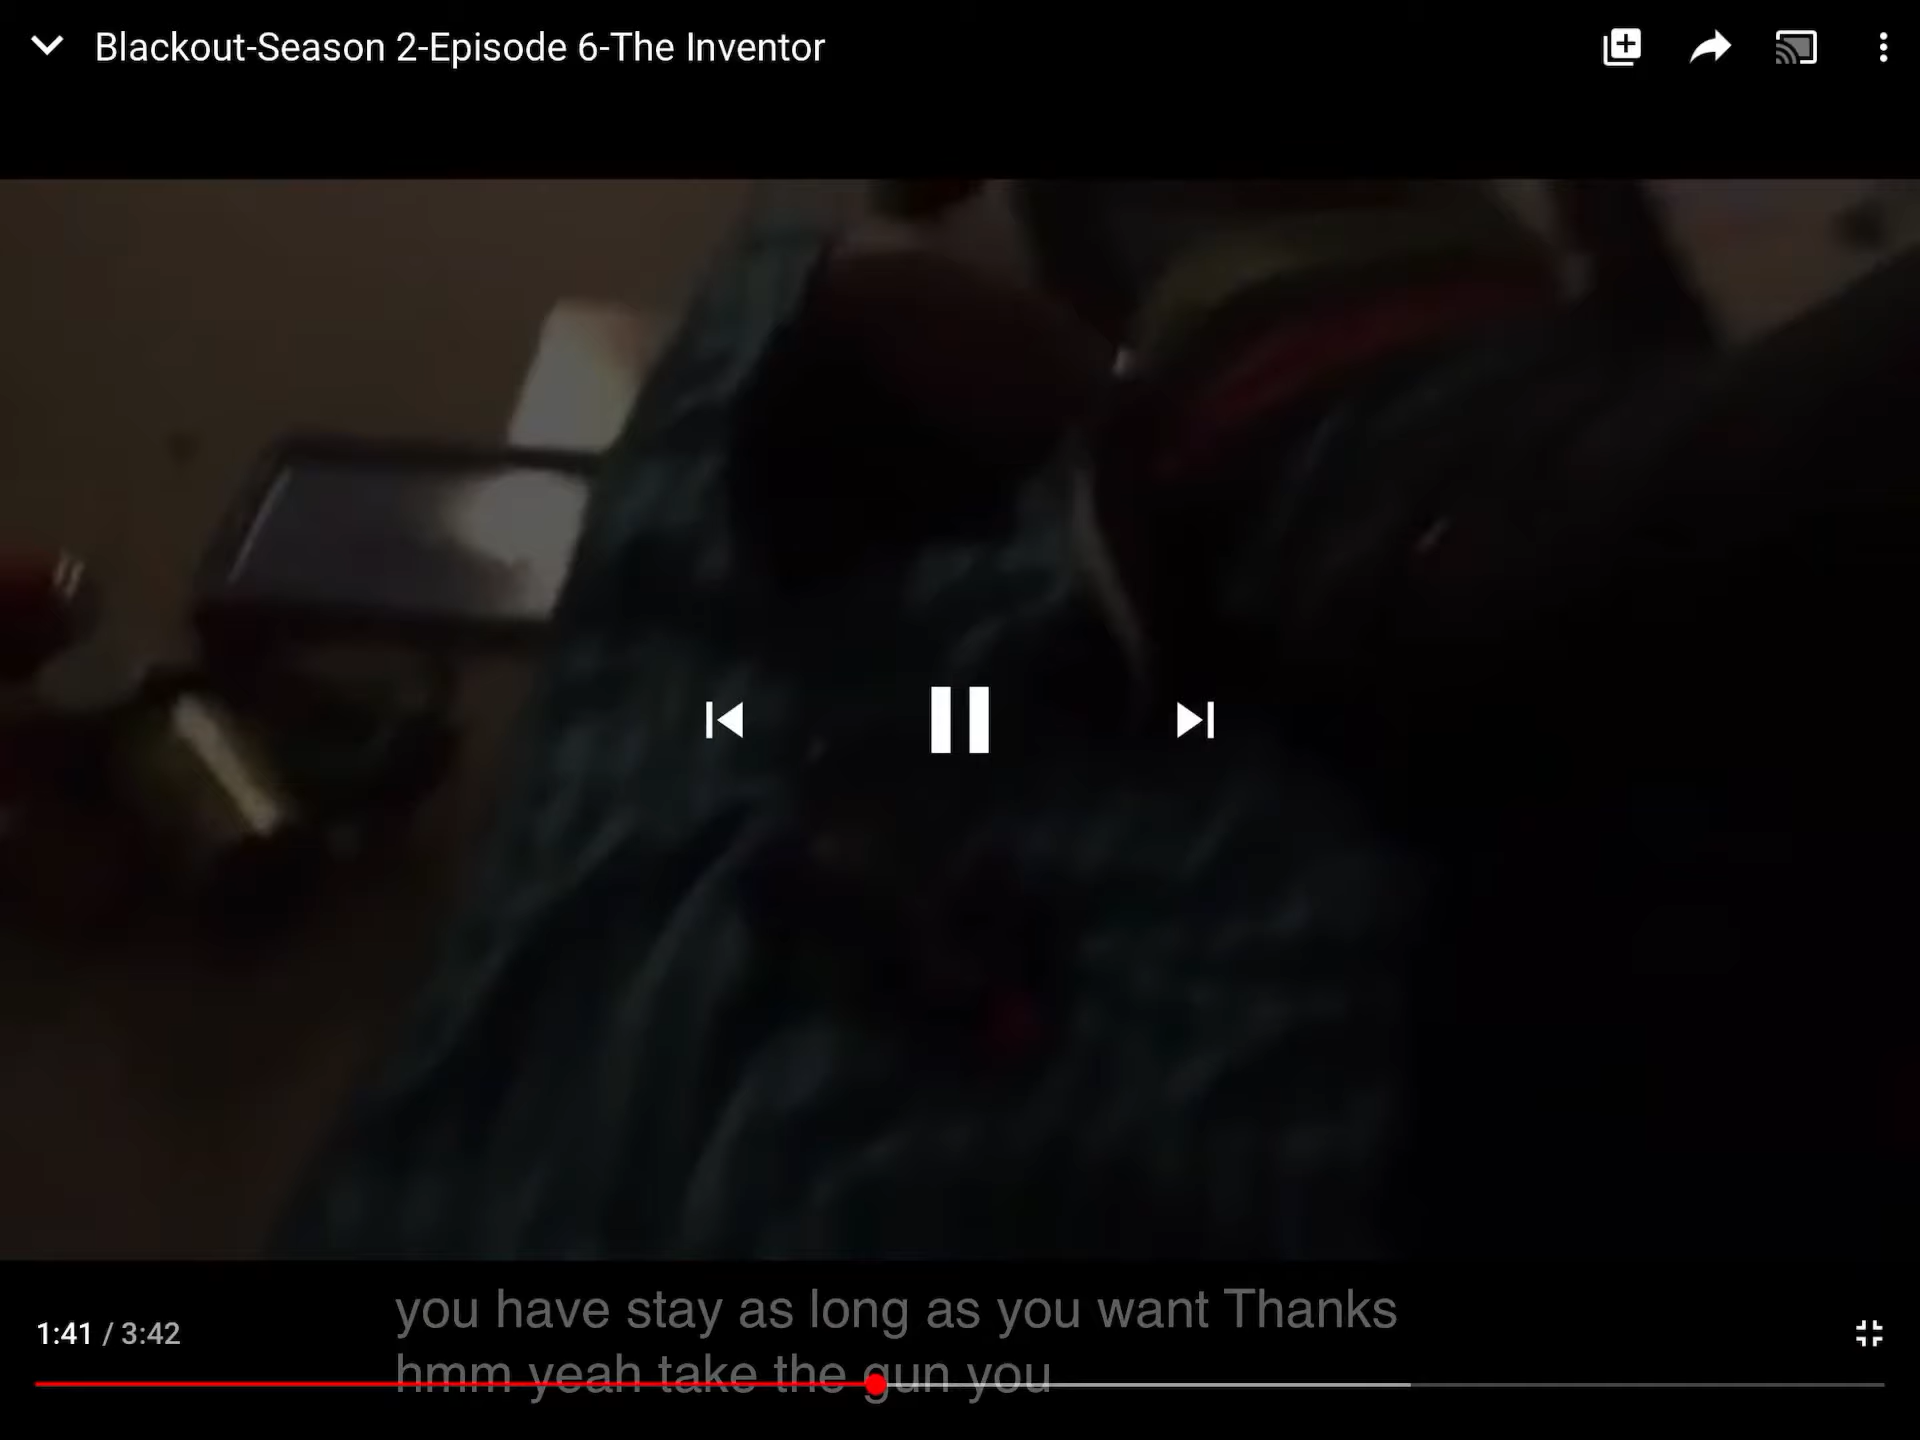 Blackout-Season 2-Episode 6-The Inventor
you have stay as long as you want Thanks
1:41 / 3:42
hmm yeah take the gun you